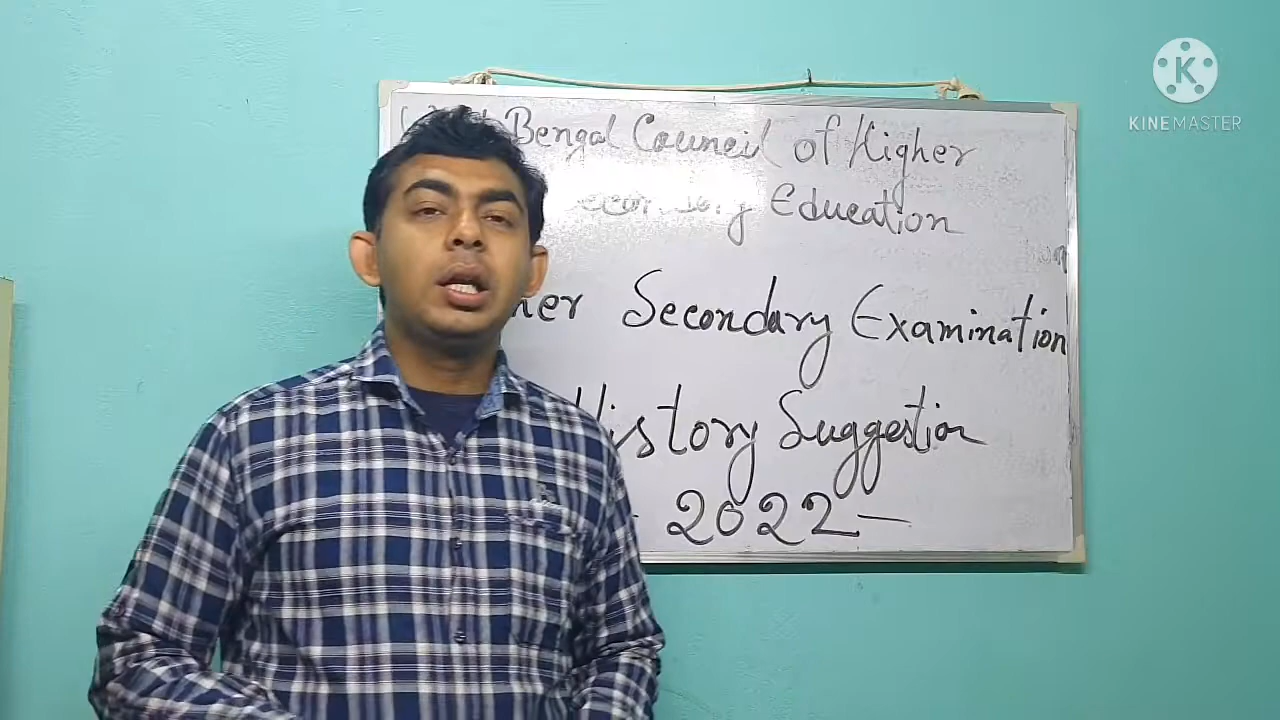 Bengal Council of Higher
Education
Secondary Examination
History Suggestion
- 2022 -
K
KINEMASTER